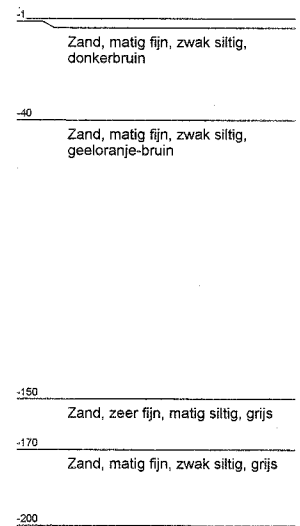 -1
Zand, matig fijn, zwak siltig,
donkerbruin
-40
Zand, matig fijn, zwak siltig,
geeloranje-bruin
-150
Zand, zeer fijn, matig siltig, grijs
-170
Zand, matig fijn, zwak siltig, grijs
-200